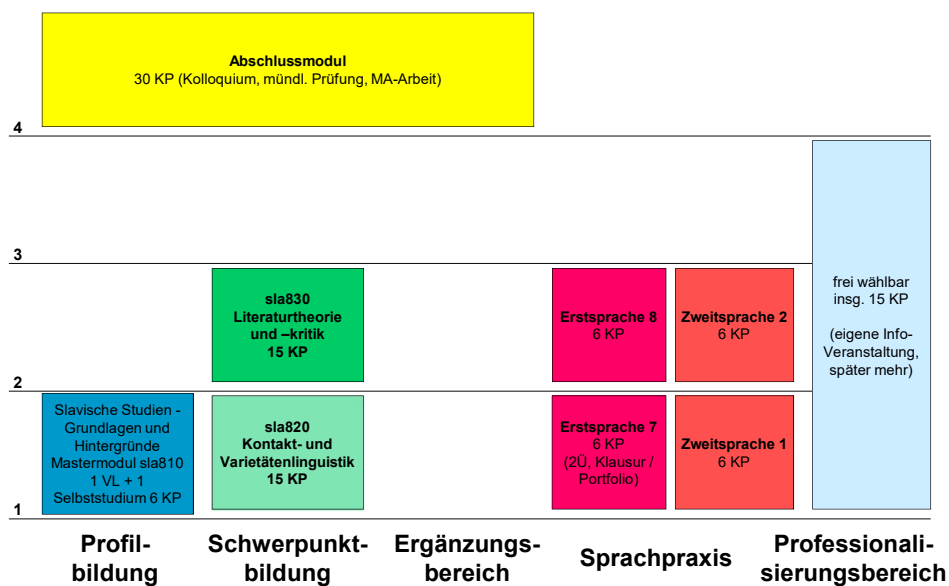 Abschlussmodul
30 KP (Kolloquium, mündl. Prüfung, MA-Arbeit)
4
3
sla830
Literaturtheorie
und –kritik
15 KP
Erstsprache 8
6 KP
Zweitsprache 2
6 KP
frei wählbar
insg. 15 KP
(eigene Info-
Veranstaltung,
später mehr)
2
Slavische Studien -
Grundlagen und
Hintergründe
Mastermodul sla810
1 VL + 1
Selbststudium 6 KP
sla820
Kontakt- und
Varietätenlinguistik
15 KP
Erstsprache 7
6 KP
(2Ü, Klausur /
Portfolio)
Zweitsprache 1
6 KP
1
Profil-
bildung
Schwerpunkt-
bildung
Ergänzungs-
bereich
Sprachpraxis
Professionali-
sierungsbereich